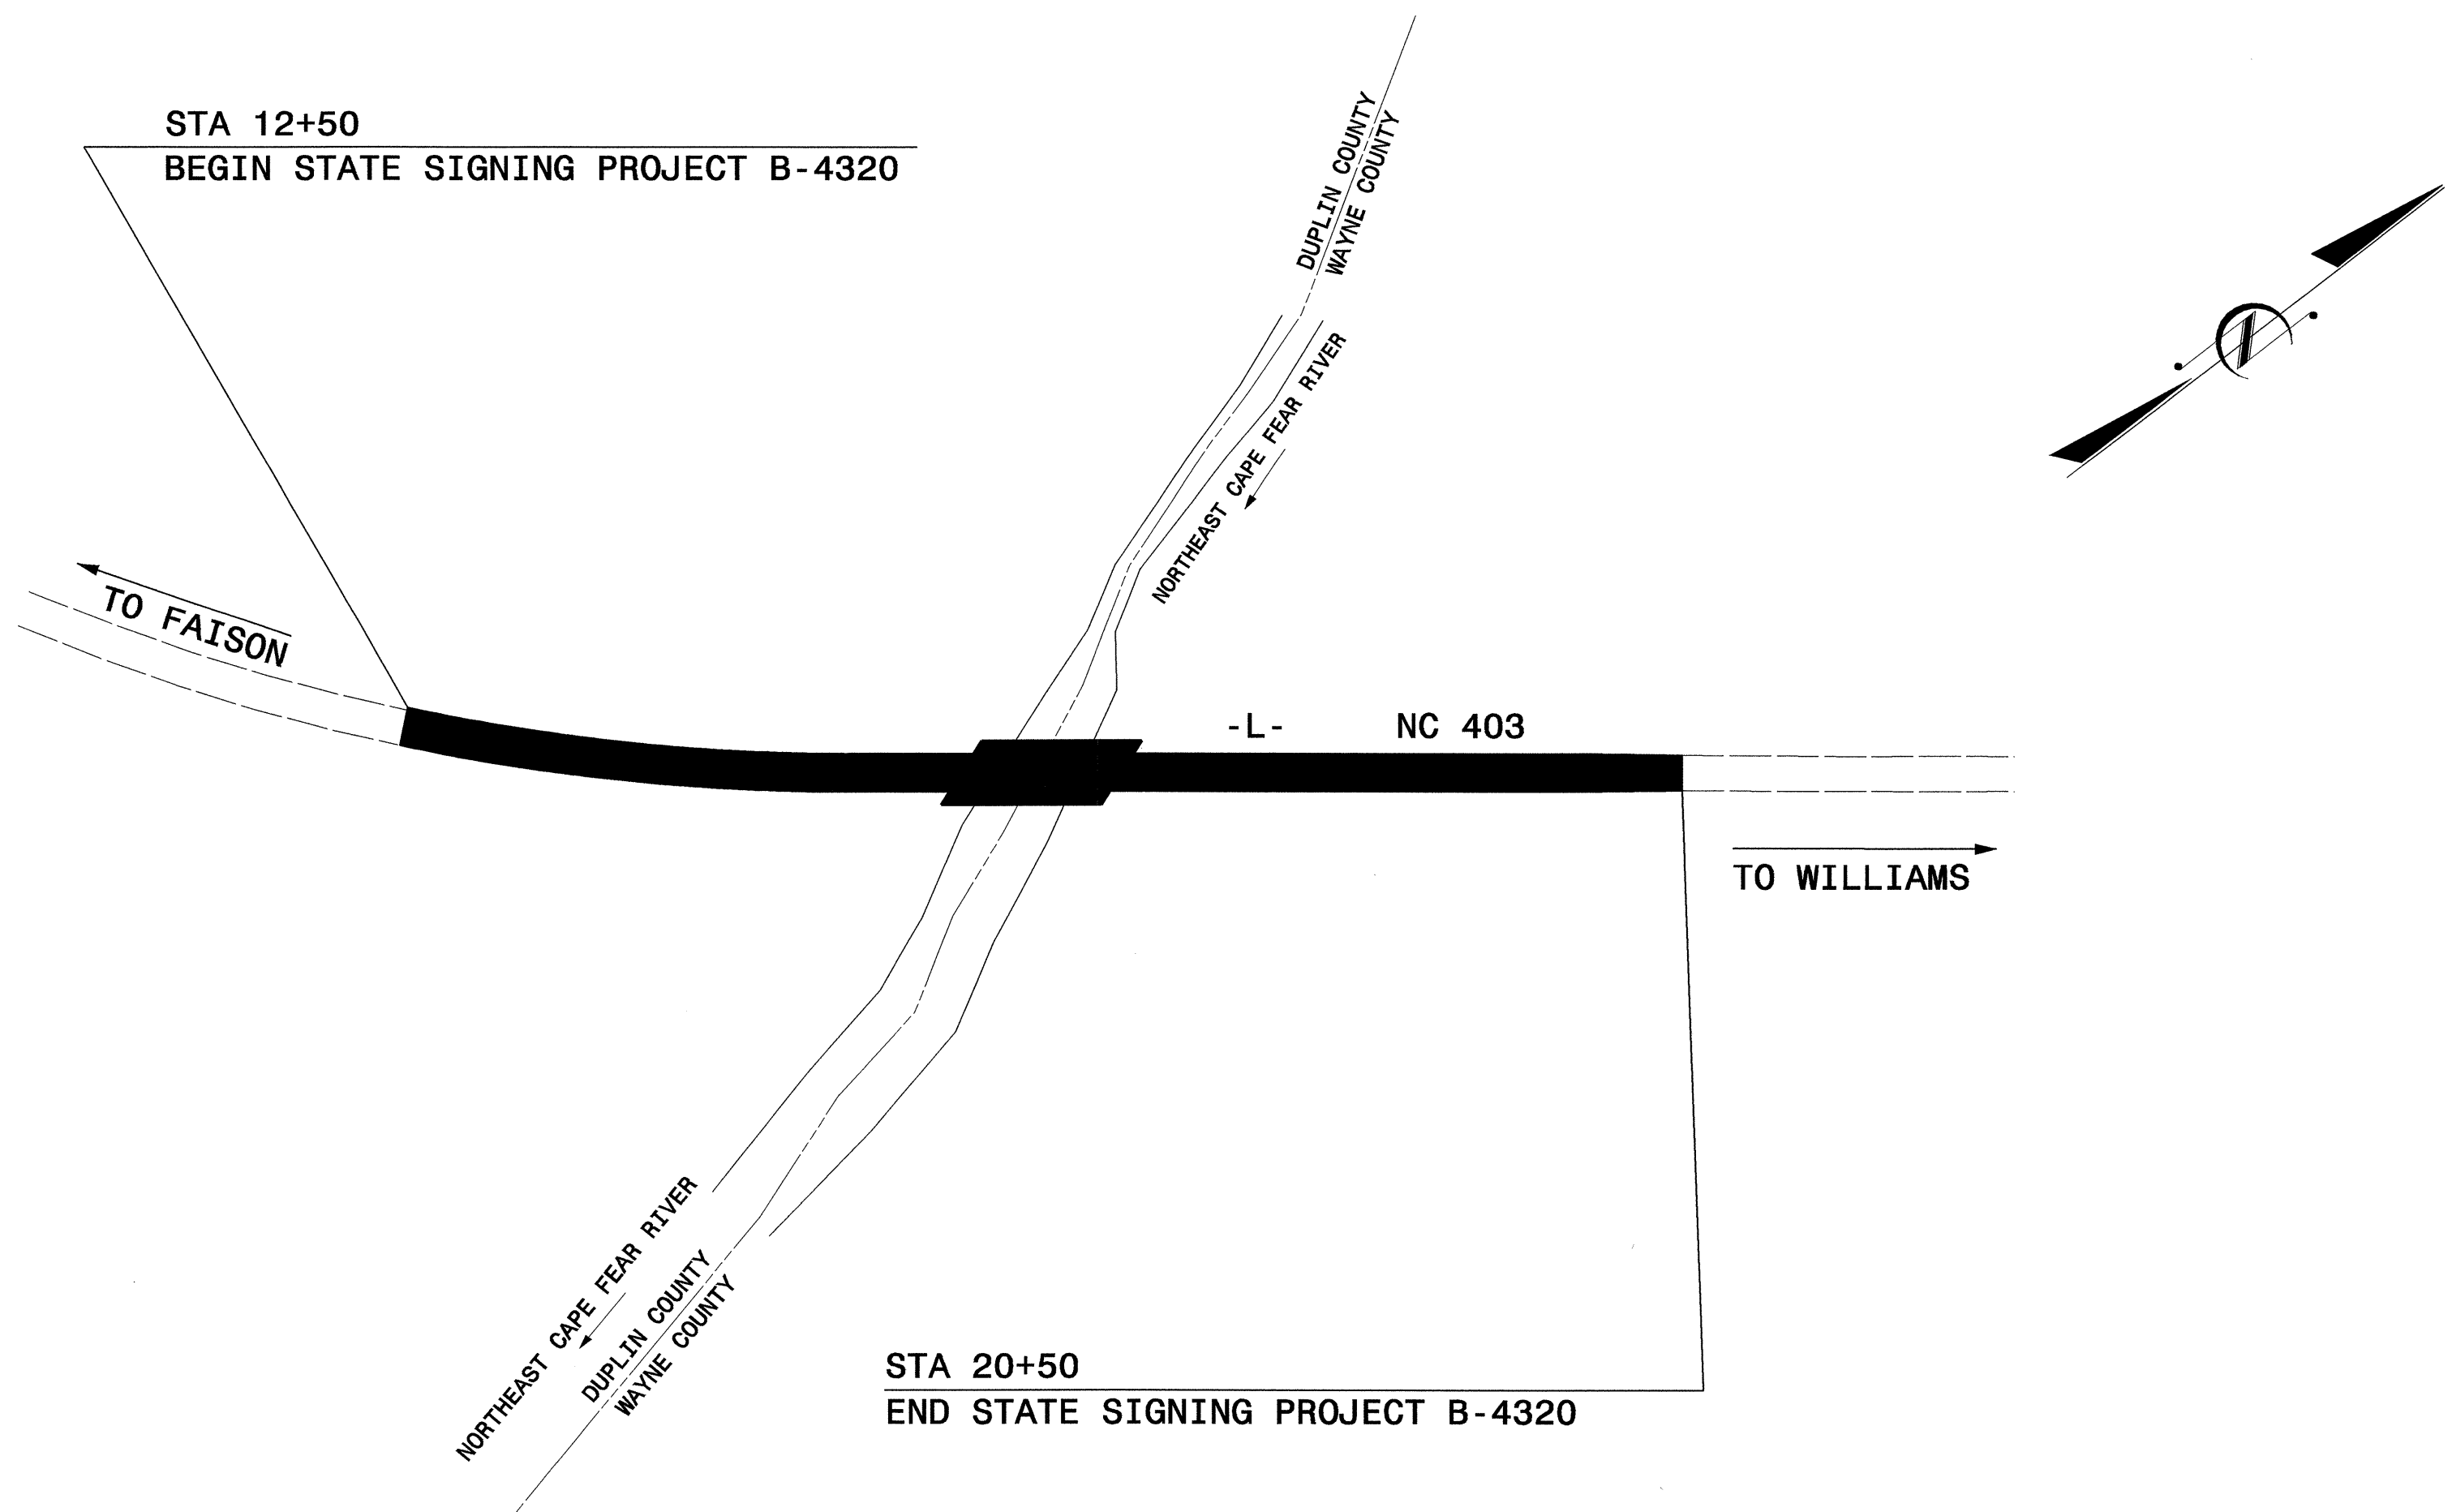 STA 12+50
BEGIN STATE SIGNING PROJECT B-4320
DUPLIN COUNTY
WAYNE COUNTY
N
NORTHEAST CAPE FEAR RIVER
TO FAISON
-L- NC 403
TO WILLIAMS
NORTHEAST CAPE FEAR RIVER
DUPLIN COUNTY
WAYNE COUNTY
STA 20+50
END STATE SIGNING PROJECT B-4320